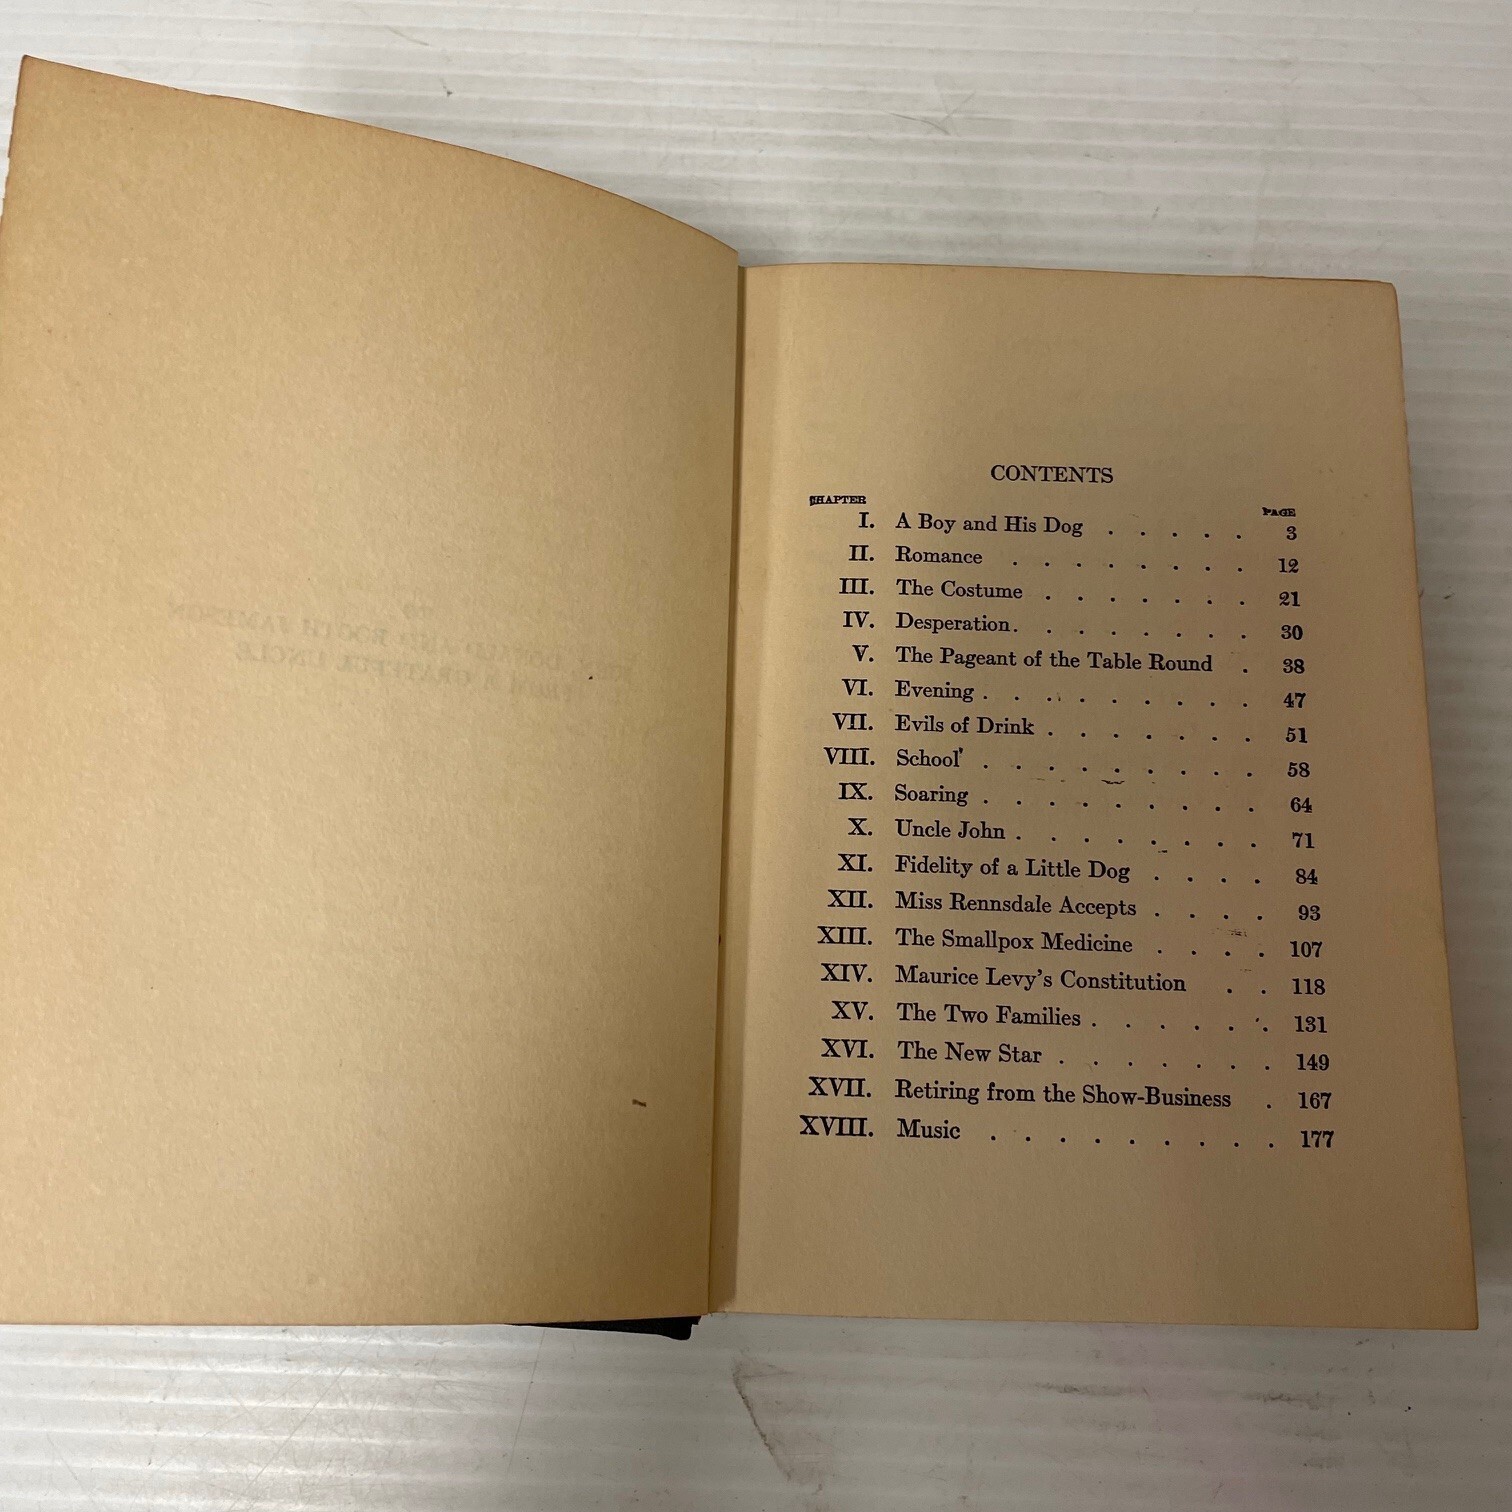 CONTENTS
CHAPTER PAGE
I. A Boy and His Dog . . . . . 3
II. Romance . . . . . . . . 12
III. The Costume . . . . . . . 21
IV. Desperation. . . . . . . . 30
V. The Pageant of the Table Round . 38
VI. Evening . . . . . . . . . 47
VII. Evils of Drink . . . . . . . 51
VIII. School . . . . . . . . . 58
IX. Soaring . . . . . . . . . 64
X. Uncle John . . . . . . . . 71
XI. Fidelity of a Little Dog . . . . 84
XII. Miss Rennsdale Accepts . . . . 93
XIII. The Smallpox Medicine . . . . 107
XIV. Maurice Levy's Constitution . . 118
XV. The Two Families . . . . . . 131
XVI. The New Star . . . . . . . 149
XVII. Retiring from the Show-Business . 167
XVIII. Music . . . . . . . . . 177